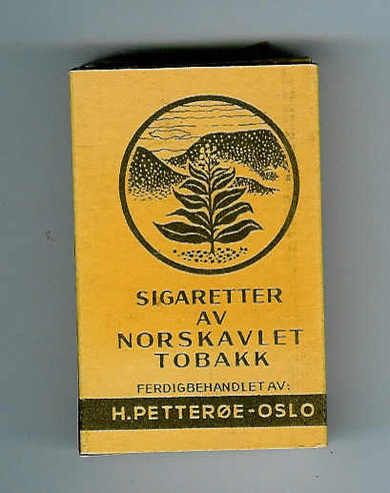 SIGARETTER
AV
NORSKAVLET
TOBAKK
FERDIGBEHANDLET AV:
H.PETTERØE-OSLO